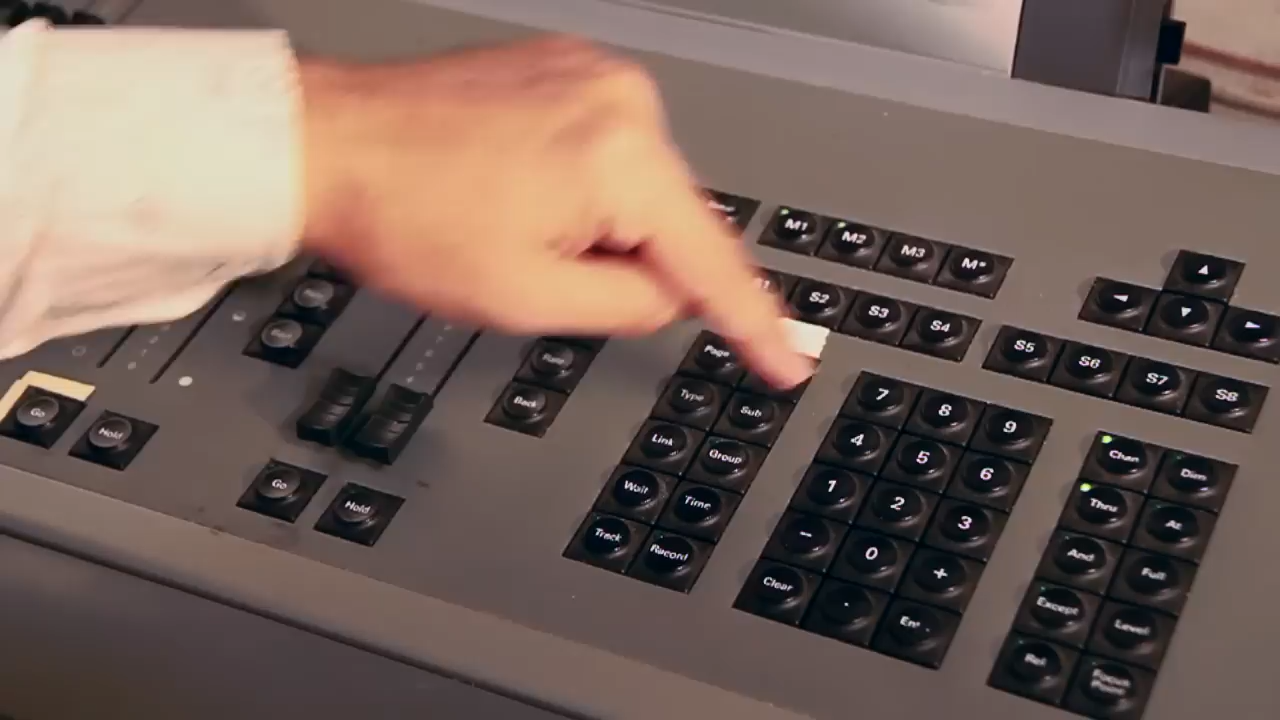 M1 M2 M3 M*
S2 S3 S4
S5 S6 S7 S8
Page
Type Sub
Link Group
Wait Time
Track Record
7 8 9
4 5 6
1 2 3
- 0 +
Clear .
Chan Dim
Thru At
And Full
Except Level
Rel Focus Point
Back
Go Hold
Go Hold